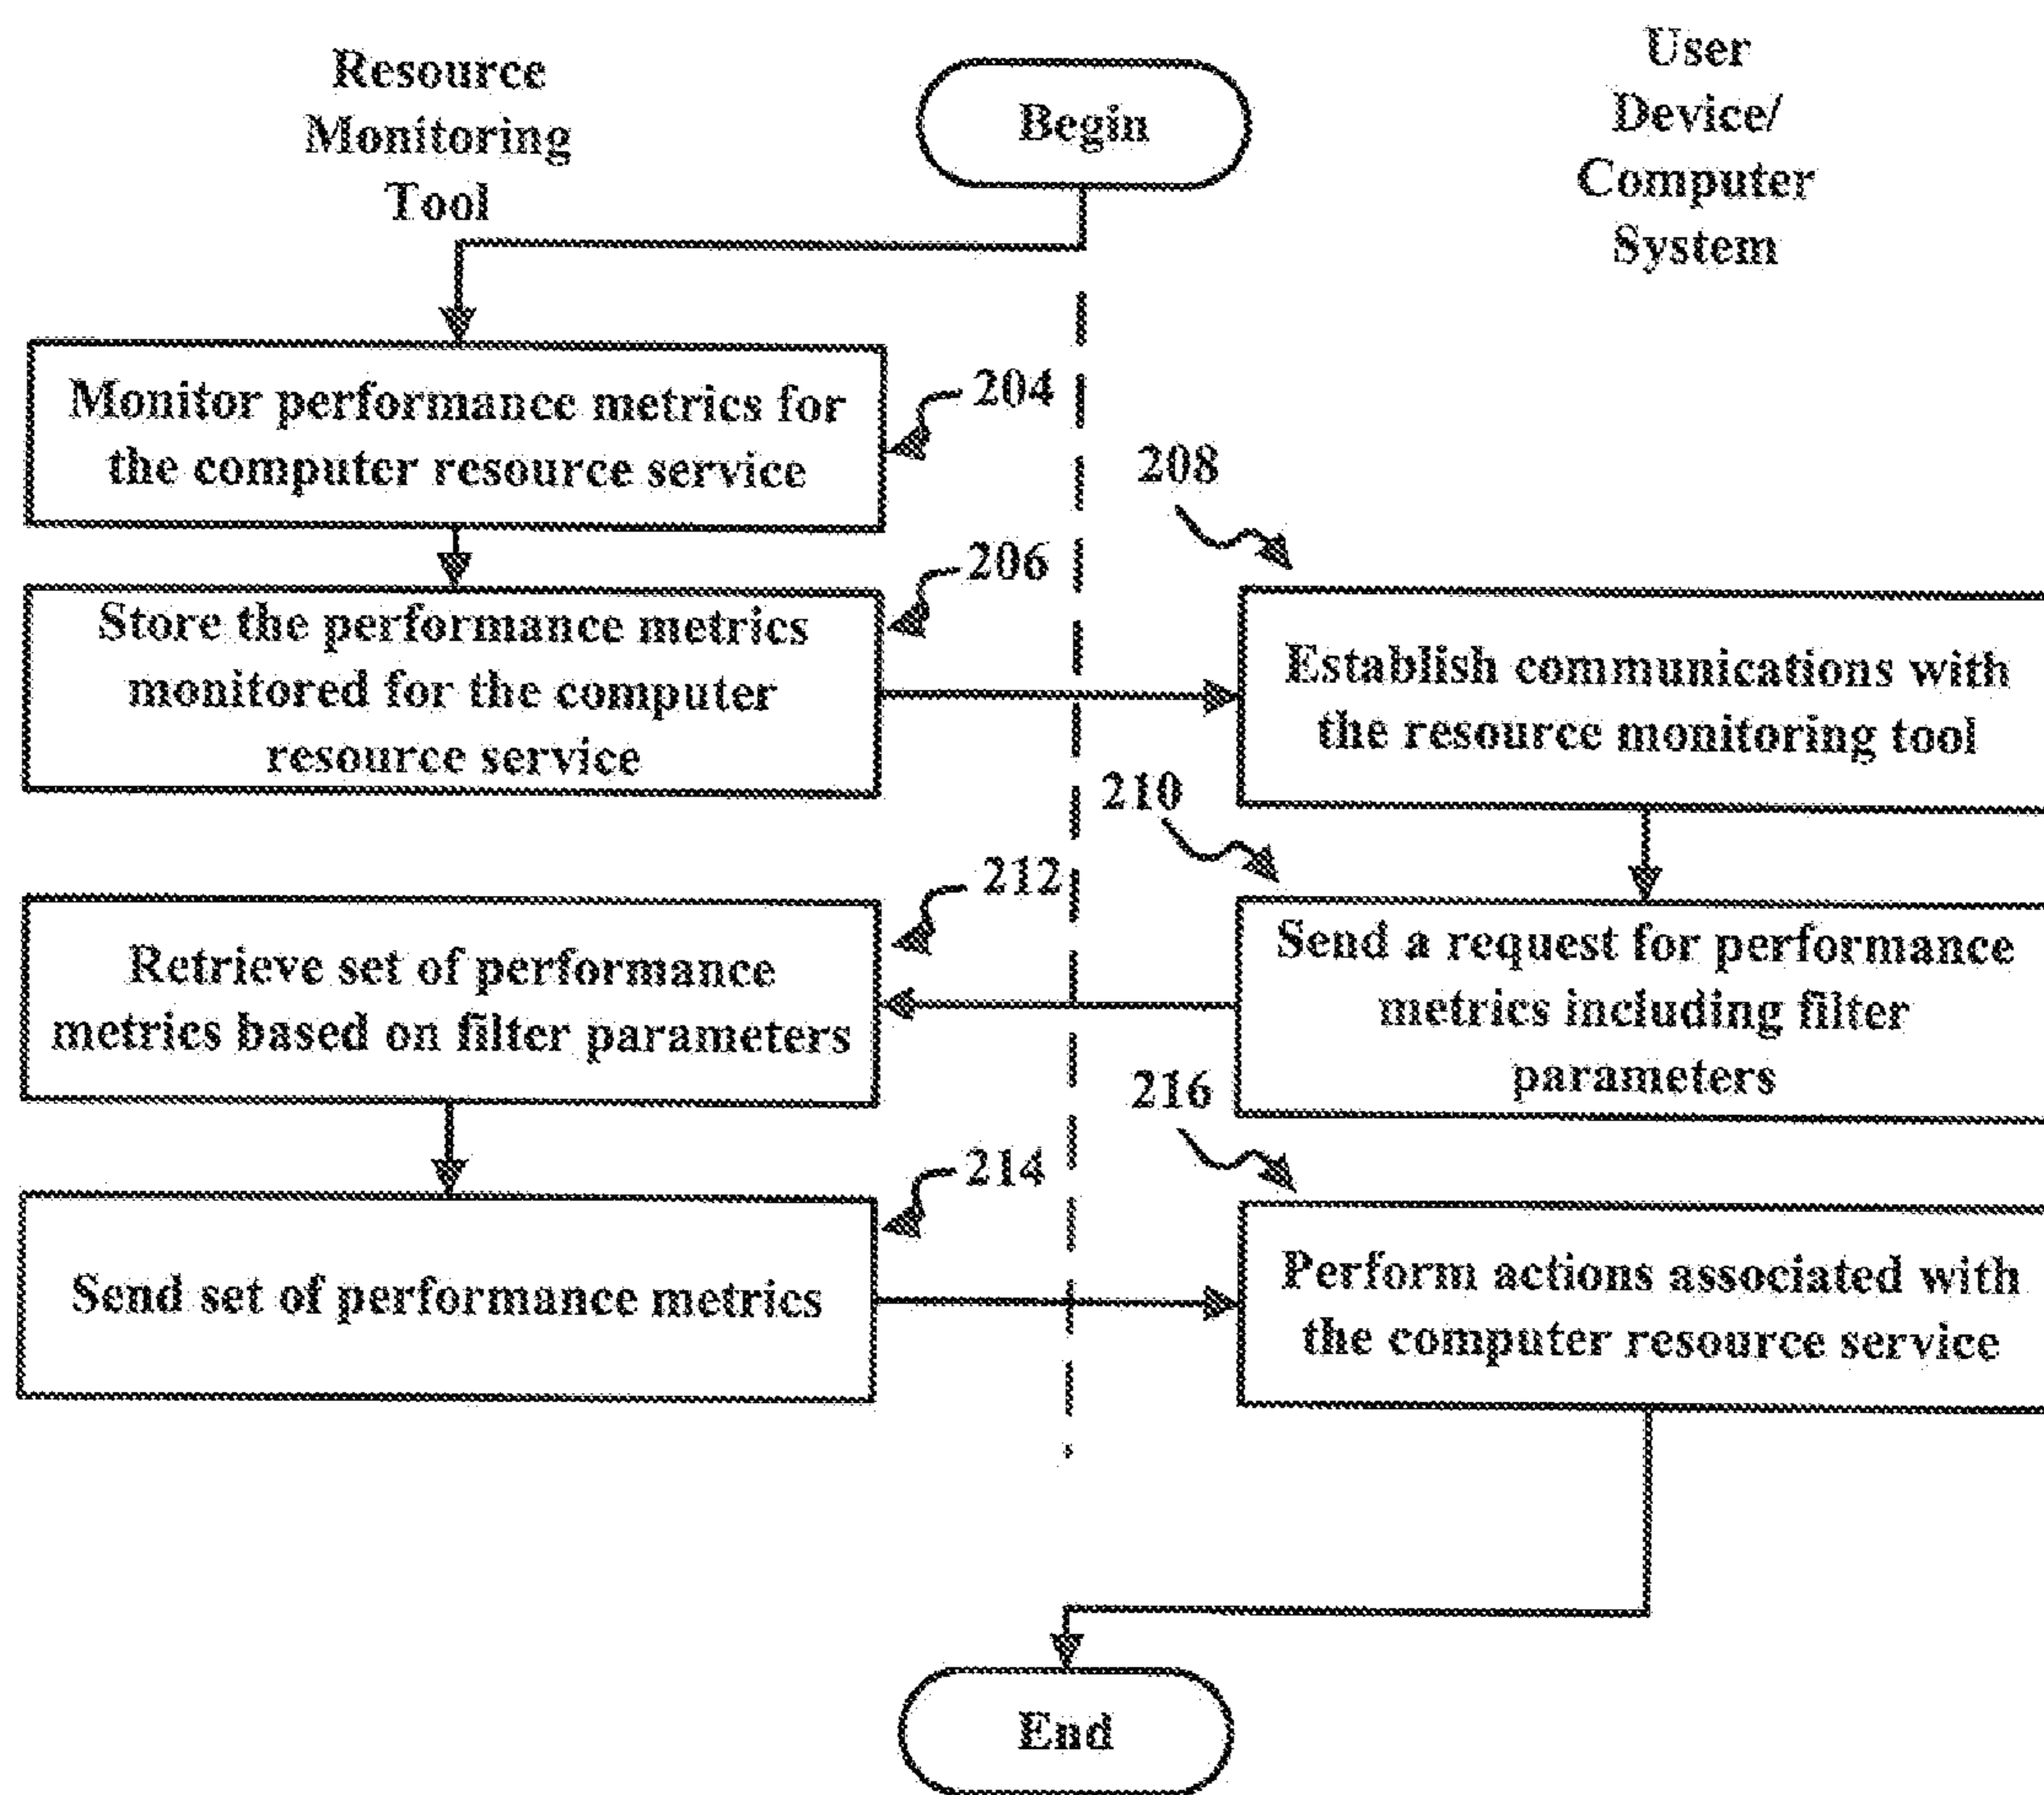 Resource
Monitoring
Tool
Begin
User
Device/
Computer
System
Monitor performance metrics for
the computer resource service
204
206
Store the performance metrics
monitored for the computer
resource service
208
Establish communications with
the resource monitoring tool
210
Send a request for performance
metrics including filter
parameters
212
Retrieve set of performance
metrics based on filter parameters
214
Send set of performance metrics
216
Perform actions associated with
the computer resource service
End